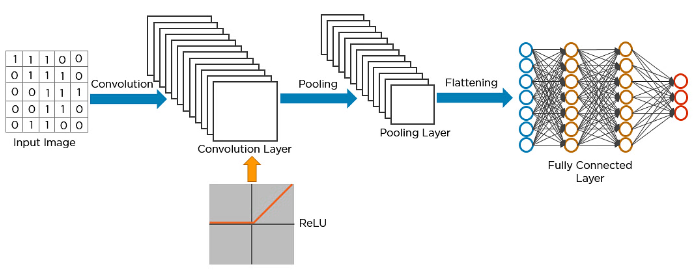 1 1 1 0 0
0 1 1 1 0
0 0 1 1 1
0 0 1 1 0
0 1 1 0 0
Input Image
Convolution
Convolution Layer
ReLU
Pooling
Pooling Layer
Flattening
Fully Connected
Layer